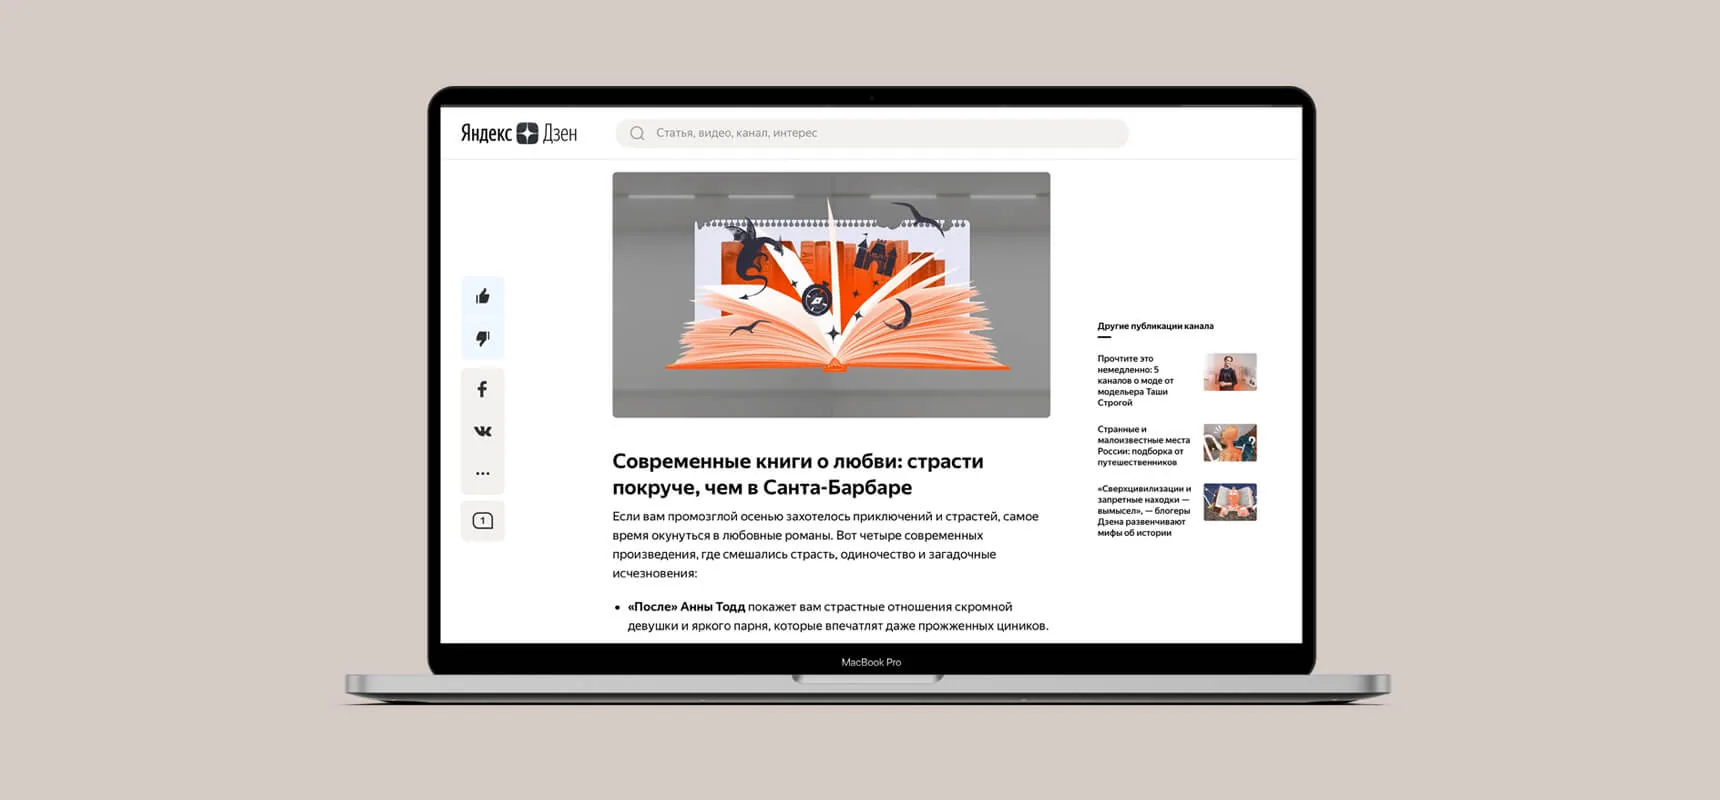 Яндекс Дзен
Статья, видео, канал, интерес
Современные книги о любви: страсти
покруче, чем в Санта-Барбаре
Если вам промозглой осенью захотелось приключений и страстей, самое
время окунуться в любовные романы. Вот четыре современных
произведения, где смешались страсть, одиночество и загадочные
исчезновения:
• «После» Анны Тодд покажет вам страстные отношения скромной
девушки и яркого парня, которые впечатлят даже прожженных циников.
1
Другие публикации канала
Прочтите это
немедленно: 5
каналов о моде от
модельера Таши
Строгой
Странные и
малоизвестные места
России: подборка от
путешественников
«Сверхцивилизации и
запретные находки —
вымысел», — блогеры
Дзена развенчивают
мифы об истории
MacBook Pro